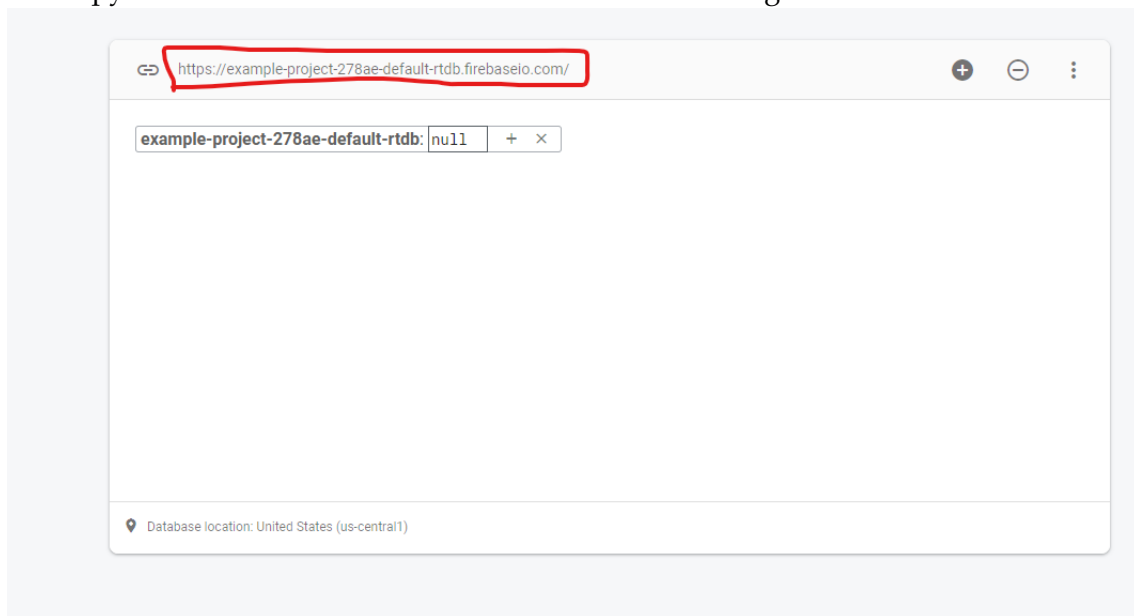 https://example-project-278ae-default-rtdb.firebaseio.com/
example-project-278ae-default-rtdb: null + ×
Database location: United States (us-central1)